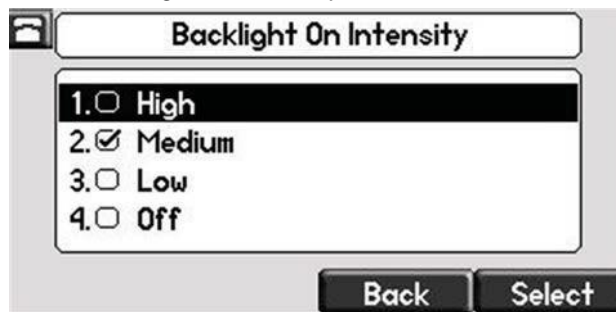 Backlight On Intensity
1. High
2. Medium
3. Low
4. Off
Back Select